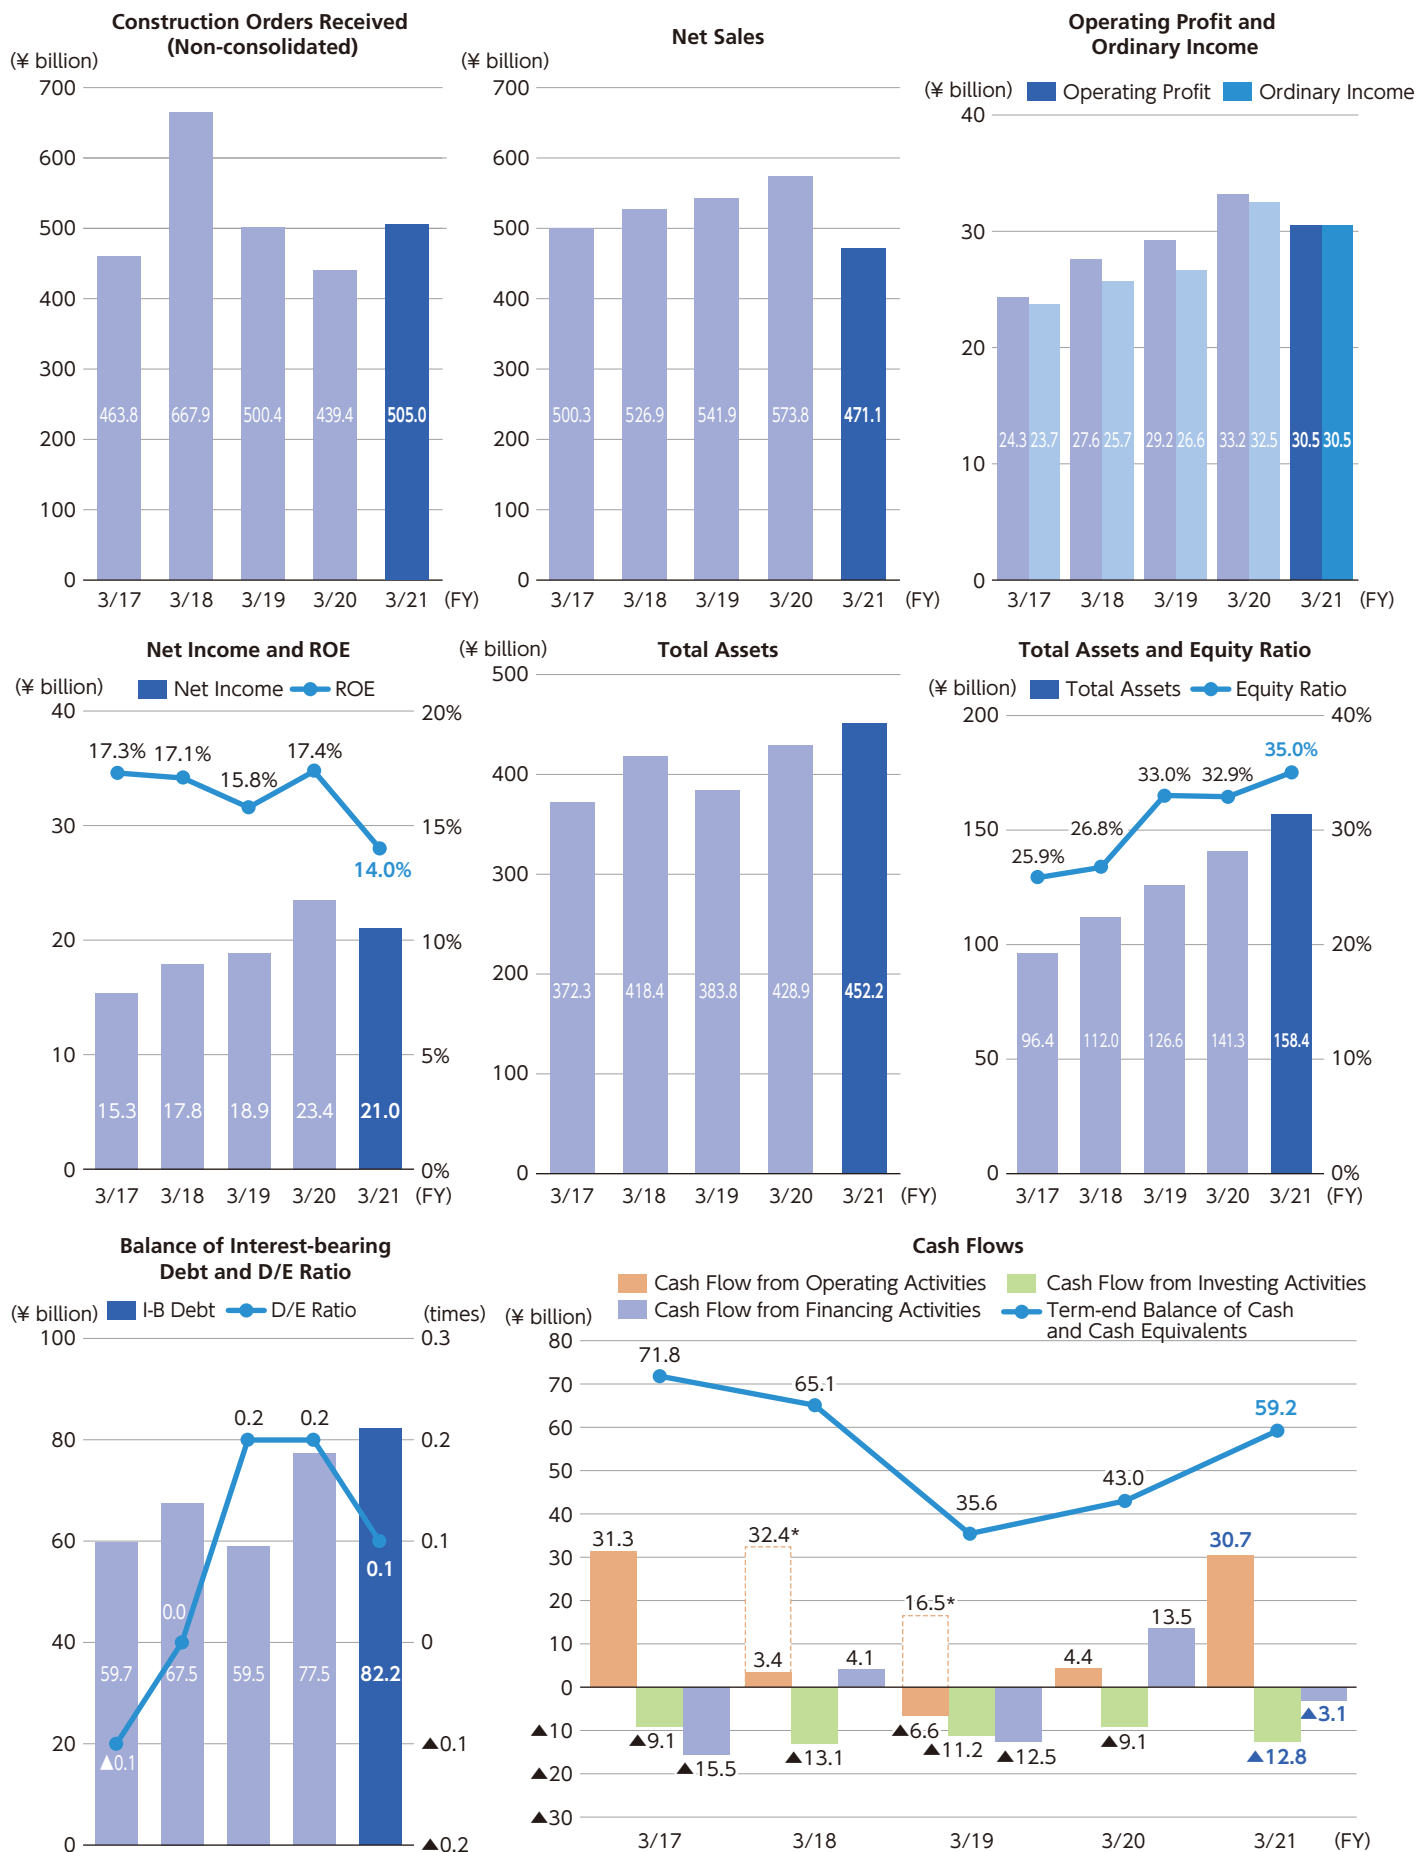 Construction Orders Received
(Non-consolidated)
(¥ billion)
700
600
500
400
300
200
100
0
463.8 667.9 500.4 439.4 505.0
3/17 3/18 3/19 3/20 3/21 (FY)
Net Sales
(¥ billion)
700
600
500
400
300
200
100
0
500.3 526.9 541.9 573.8 471.1
3/17 3/18 3/19 3/20 3/21 (FY)
Operating Profit and
Ordinary Income
(¥ billion) Operating Profit Ordinary Income
40
30
20
10
0
24.3 23.7 27.6 25.7 29.2 26.6 33.2 32.5 30.5 30.5
3/17 3/18 3/19 3/20 3/21 (FY)
Net Income and ROE
(¥ billion) Net Income ROE
40 20%
17.3% 17.1% 15.8% 17.4%
30 15%
14.0%
20 10%
10 5%
15.3 17.8 18.9 23.4 21.0
0 0%
3/17 3/18 3/19 3/20 3/21 (FY)
Total Assets
(¥ billion)
500
400
300
200
100
0
372.3 418.4 383.8 428.9 452.2
3/17 3/18 3/19 3/20 3/21 (FY)
Total Assets and Equity Ratio
(¥ billion) Total Assets Equity Ratio
200 40%
25.9% 26.8% 33.0% 32.9% 35.0%
150 30%
100 20%
96.4 112.0 126.6 141.3 158.4
50 10%
0 0%
3/17 3/18 3/19 3/20 3/21 (FY)
Balance of Interest-bearing
Debt and D/E Ratio
(¥ billion) I-B Debt D/E Ratio (times)
100 0.3
0.2 0.2
80 0.2
60 0.1
0.1
0.0
40 0
59.7 67.5 59.5 77.5 82.2
20 ▲0.1
▲0.1
0 ▲0.2
Cash Flows
Cash Flow from Operating Activities Cash Flow from Investing Activities
(¥ billion) Cash Flow from Financing Activities Term-end Balance of Cash
and Cash Equivalents
80
70
60
50
40
30
20
10
0
▲10
▲20
▲30
71.8 65.1 35.6 43.0 59.2
31.3 32.4* 16.5* 30.7
3.4 4.1 4.4 13.5
▲9.1 ▲15.5 ▲13.1 ▲6.6 ▲11.2 ▲12.5 ▲9.1 ▲12.8 ▲3.1
3/17 3/18 3/19 3/20 3/21 (FY)